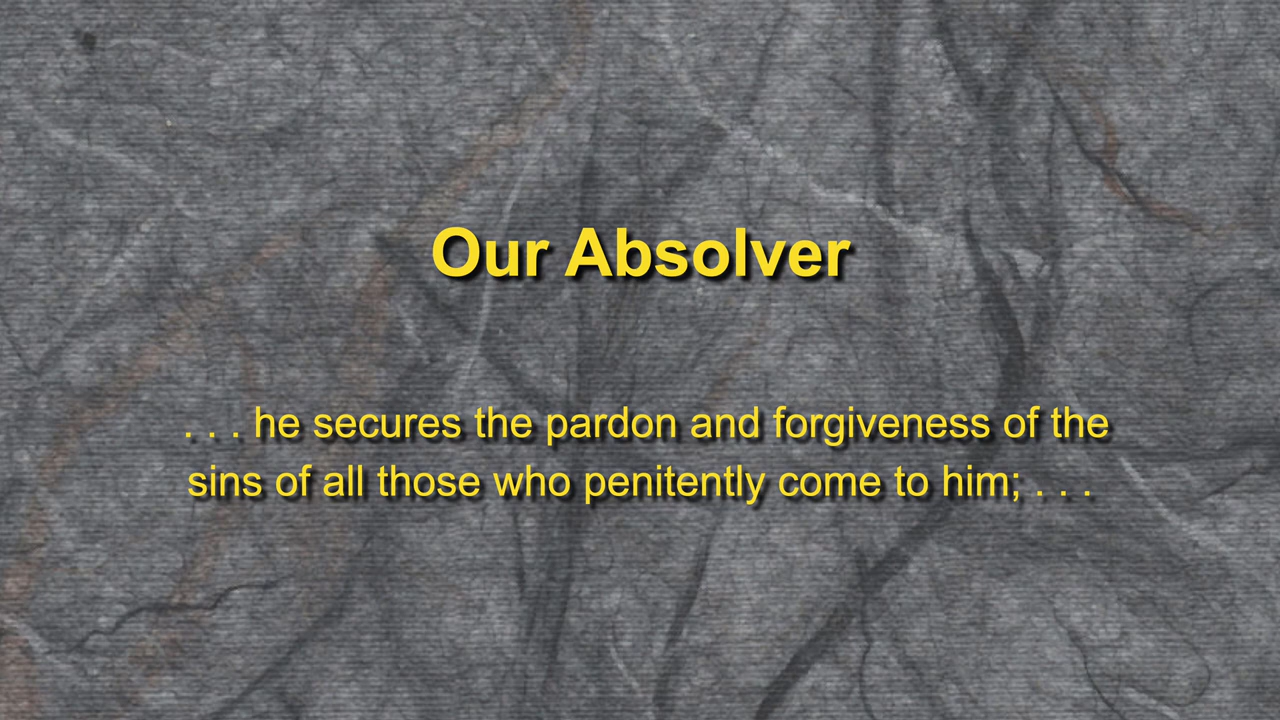 Our Absolver
. . . he secures the pardon and forgiveness of the
sins of all those who penitently come to him; . . .